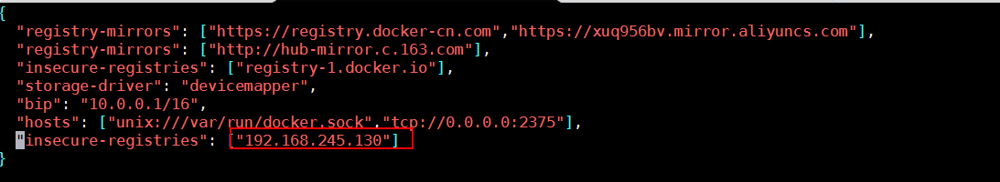 {
  "registry-mirrors": ["https://registry.docker-cn.com","https://xuq956bv.mirror.aliyuncs.com"],
  "registry-mirrors": ["http://hub-mirror.c.163.com"],
  "insecure-registries": ["registry-1.docker.io"],
  "storage-driver": "devicemapper",
  "bip": "10.0.0.1/16",
  "hosts": ["unix:///var/run/docker.sock","tcp://0.0.0.0:2375"],
  "insecure-registries": ["192.168.245.130"]
}